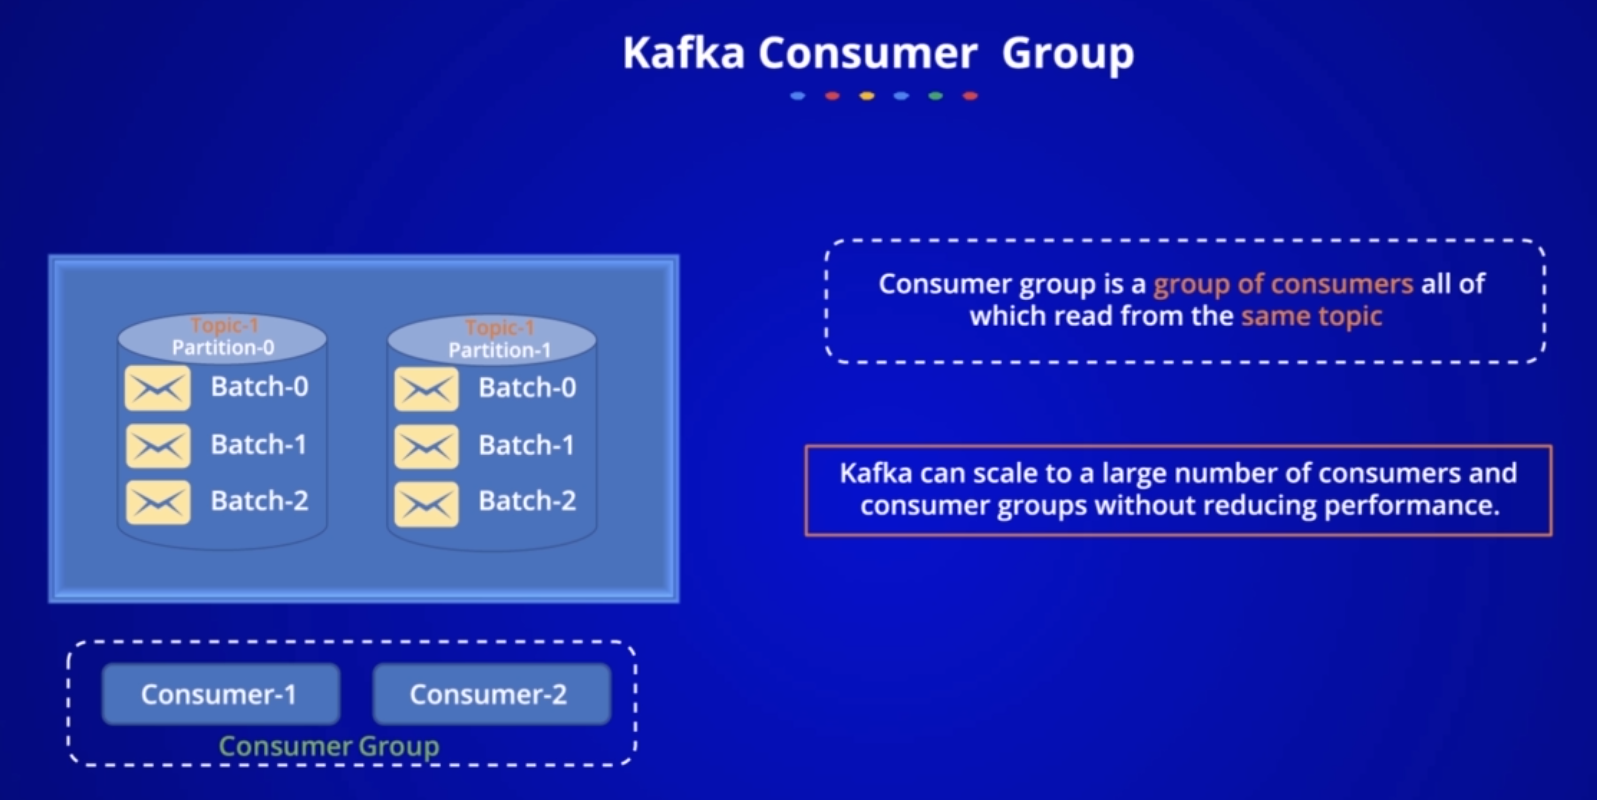 Kafka Consumer Group
Topic-1
Partition-0
Batch-0
Batch-1
Batch-2
Topic-1
Partition-1
Batch-0
Batch-1
Batch-2
Consumer-1
Consumer-2
Consumer Group
Consumer group is a group of consumers all of
which read from the same topic
Kafka can scale to a large number of consumers and
consumer groups without reducing performance.